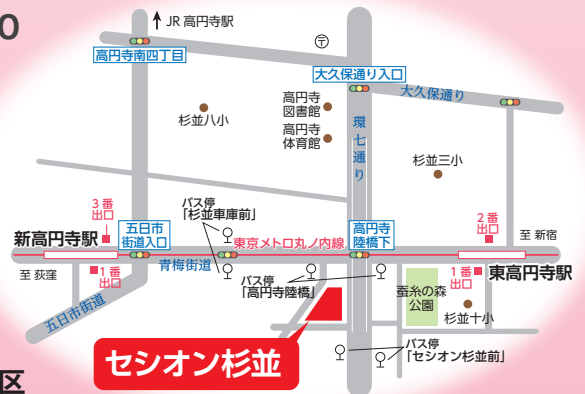 0
JR 高円寺駅
高円寺南四丁目
〒
大久保通り入口
大久保通り
高円寺
図書館
高円寺
体育館
杉並八小
環七通り
杉並三小
3番
出口
バス停
「杉並車庫前」
五日市
街道入口
高円寺
陸橋下
2番
出口
新高円寺駅
東京メトロ丸ノ内線
至 新宿
至 荻窪
1番
出口
青梅街道
バス停
「高円寺陸橋」
蚕糸の森
公園
1番
出口
東高円寺駅
五日市街道
杉並十小
セシオン杉並
バス停
「セシオン杉並前」
区